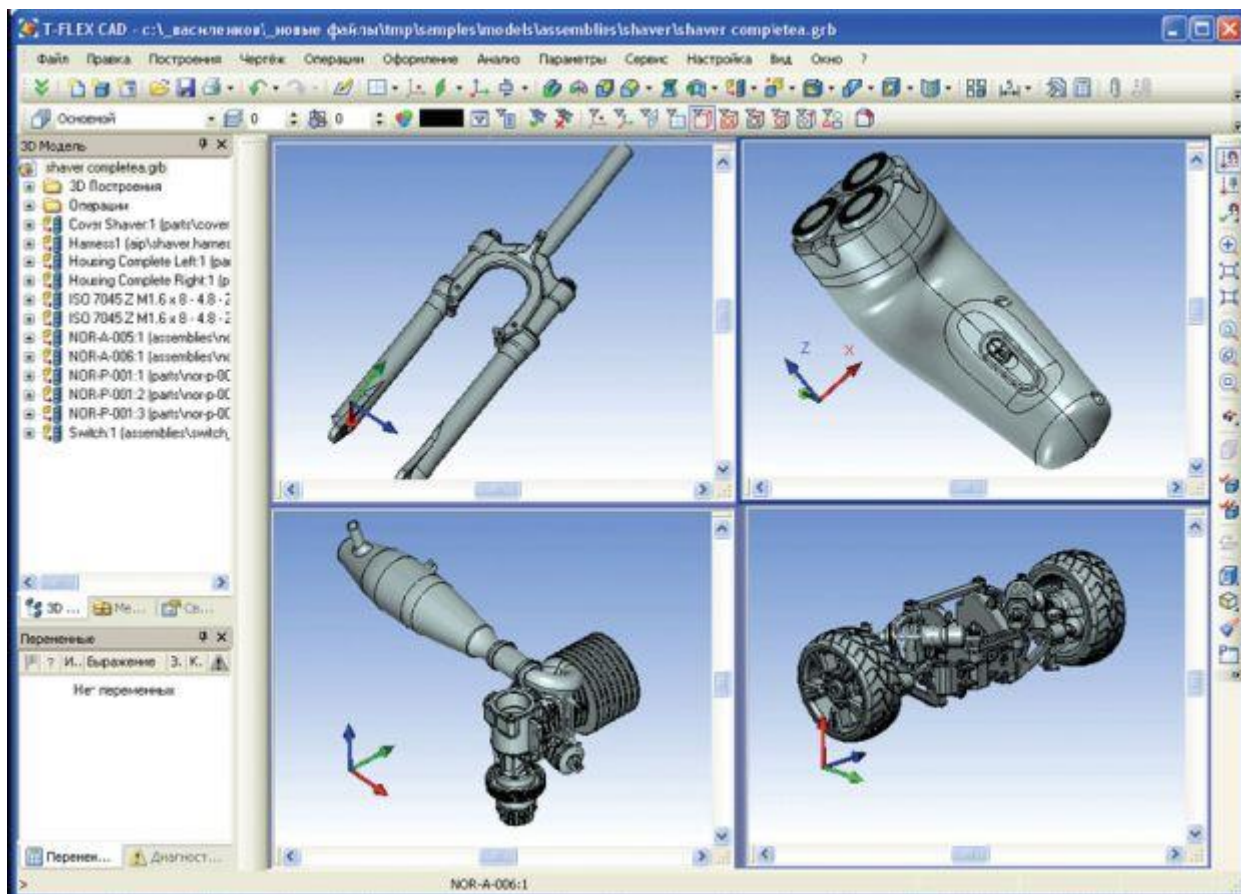 T-FLEX CAD - c:\_василенков\_новые файлы\tmp\samples\models\assemblies\shaver\shaver completea.grb
Файл Правка Построения Чертёж Операции Оформление Анализ Параметры Сервис Настройка Вид Окно ?
Основной 0 0
3D Модель
shaver completea.grb
3D Построения
Операции
Cover Shaver:1 (parts\cover
Harness1 (aip\shaver.harnes
Housing Complete Left:1 (pa
Housing Complete Right:1 (p
ISO 7045 Z M1.6 x 8 - 4.8 - Z
ISO 7045 Z M1.6 x 8 - 4.8 - Z
NOR-A-005:1 (assemblies\no
NOR-A-006:1 (assemblies\no
NOR-P-001:1 (parts\nor-p-00
NOR-P-001:2 (parts\nor-p-00
NOR-P-001:3 (parts\nor-p-00
Switch:1 (assemblies\switch_
Z X
3D ... Ме... Св...
Переменные
? И.. Выражение З. К.
Нет переменных
Перемен... Диагност...
> NOR-A-006:1